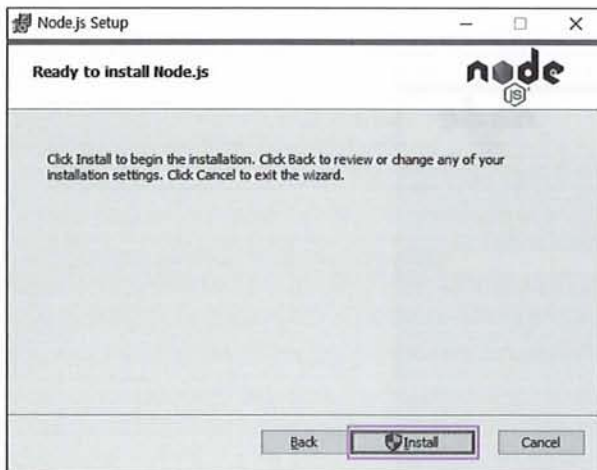 Node.js Setup
Ready to install Node.js
node
JS
Click Install to begin the installation. Click Back to review or change any of your
installation settings. Click Cancel to exit the wizard.
Back Install Cancel